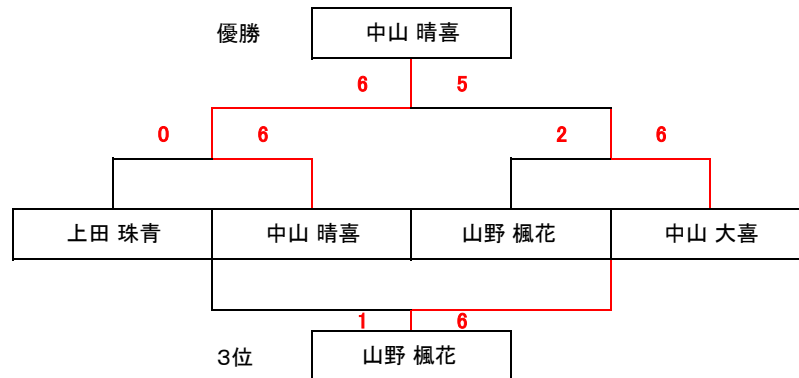 優勝 中山 晴喜
6 5
0 6 2 6
上田 珠青 中山 晴喜 山野 楓花 中山 大喜
1 6
3位 山野 楓花